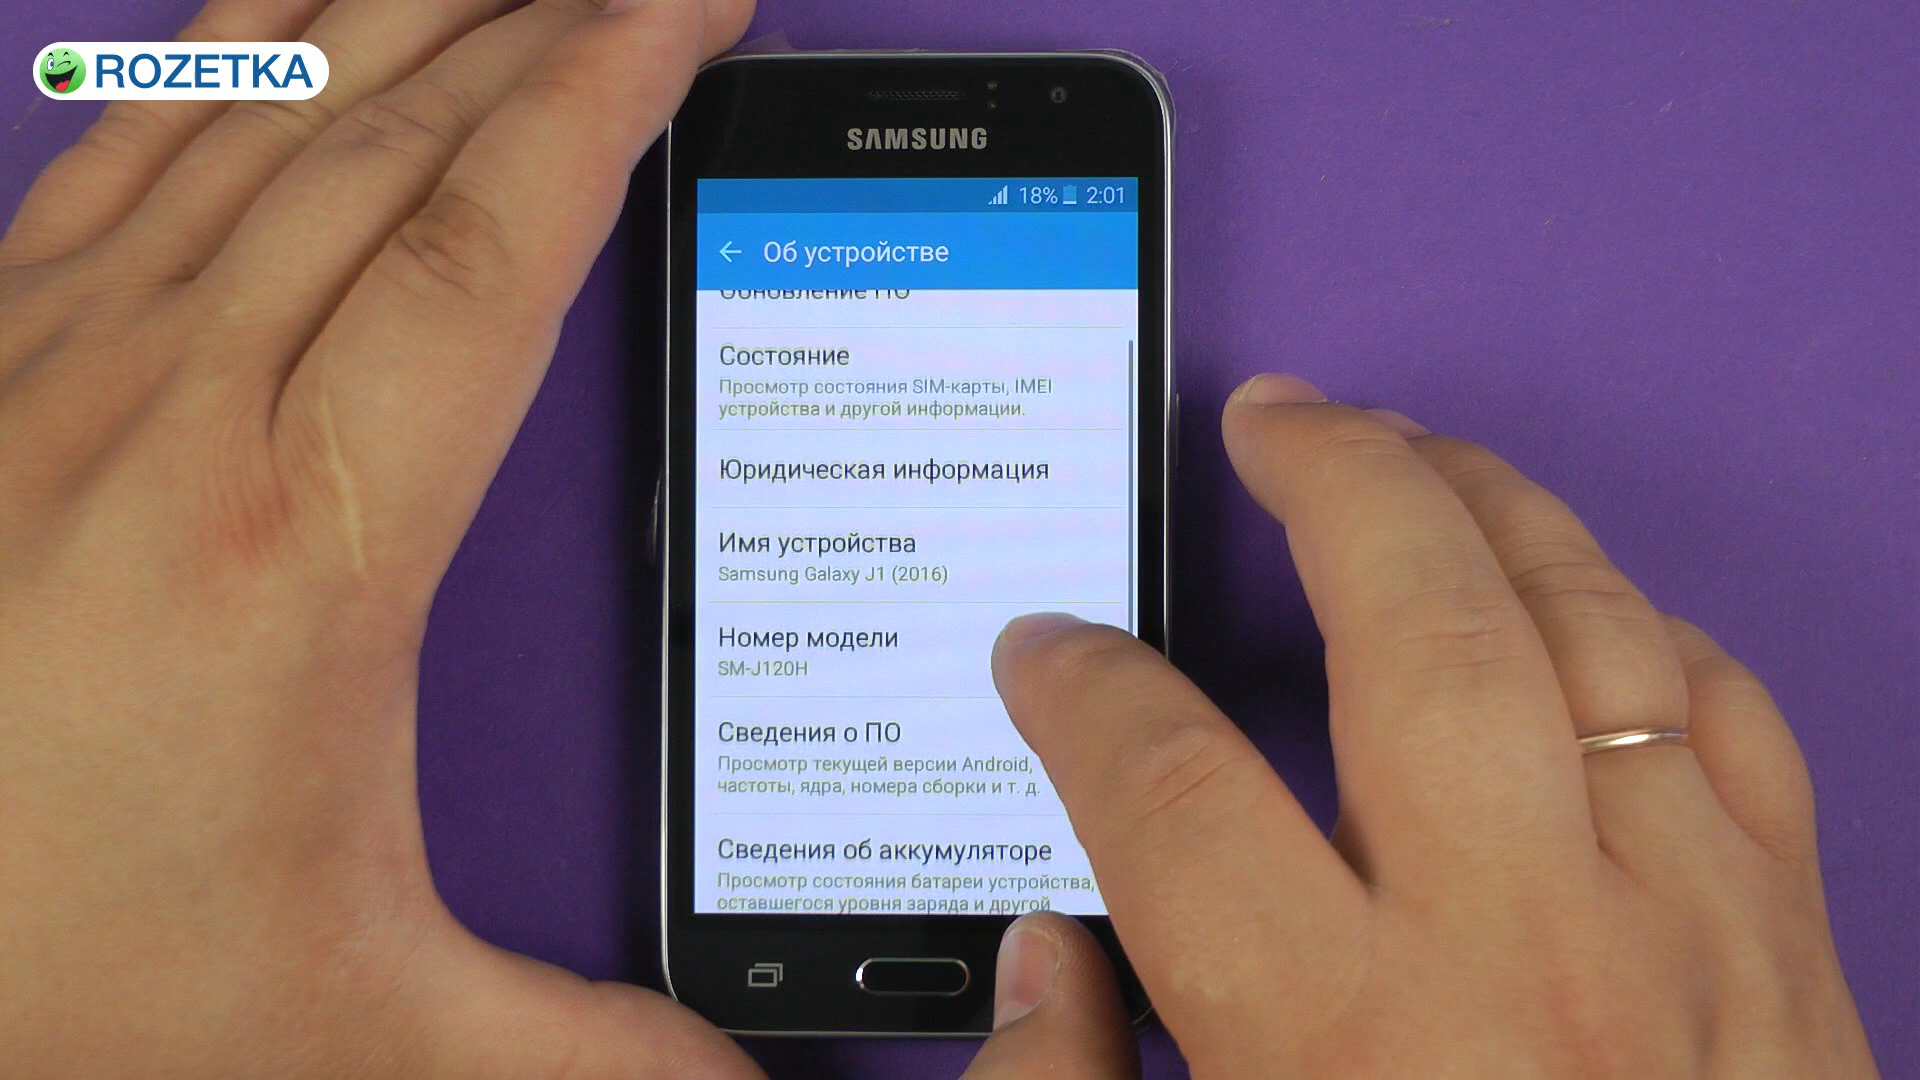 ROZETKA
SAMSUNG
18% 2:01
Об устройстве
Обновление ПО
Состояние
Просмотр состояния SIM-карты, IMEI
устройства и другой информации.
Юридическая информация
Имя устройства
Samsung Galaxy J1 (2016)
Номер модели
SM-J120H
Сведения о ПО
Просмотр текущей версии Android,
частоты, ядра, номера сборки и т. д.
Сведения об аккумуляторе
Просмотр состояния батареи устройства,
оставшегося уровня заряда и другой